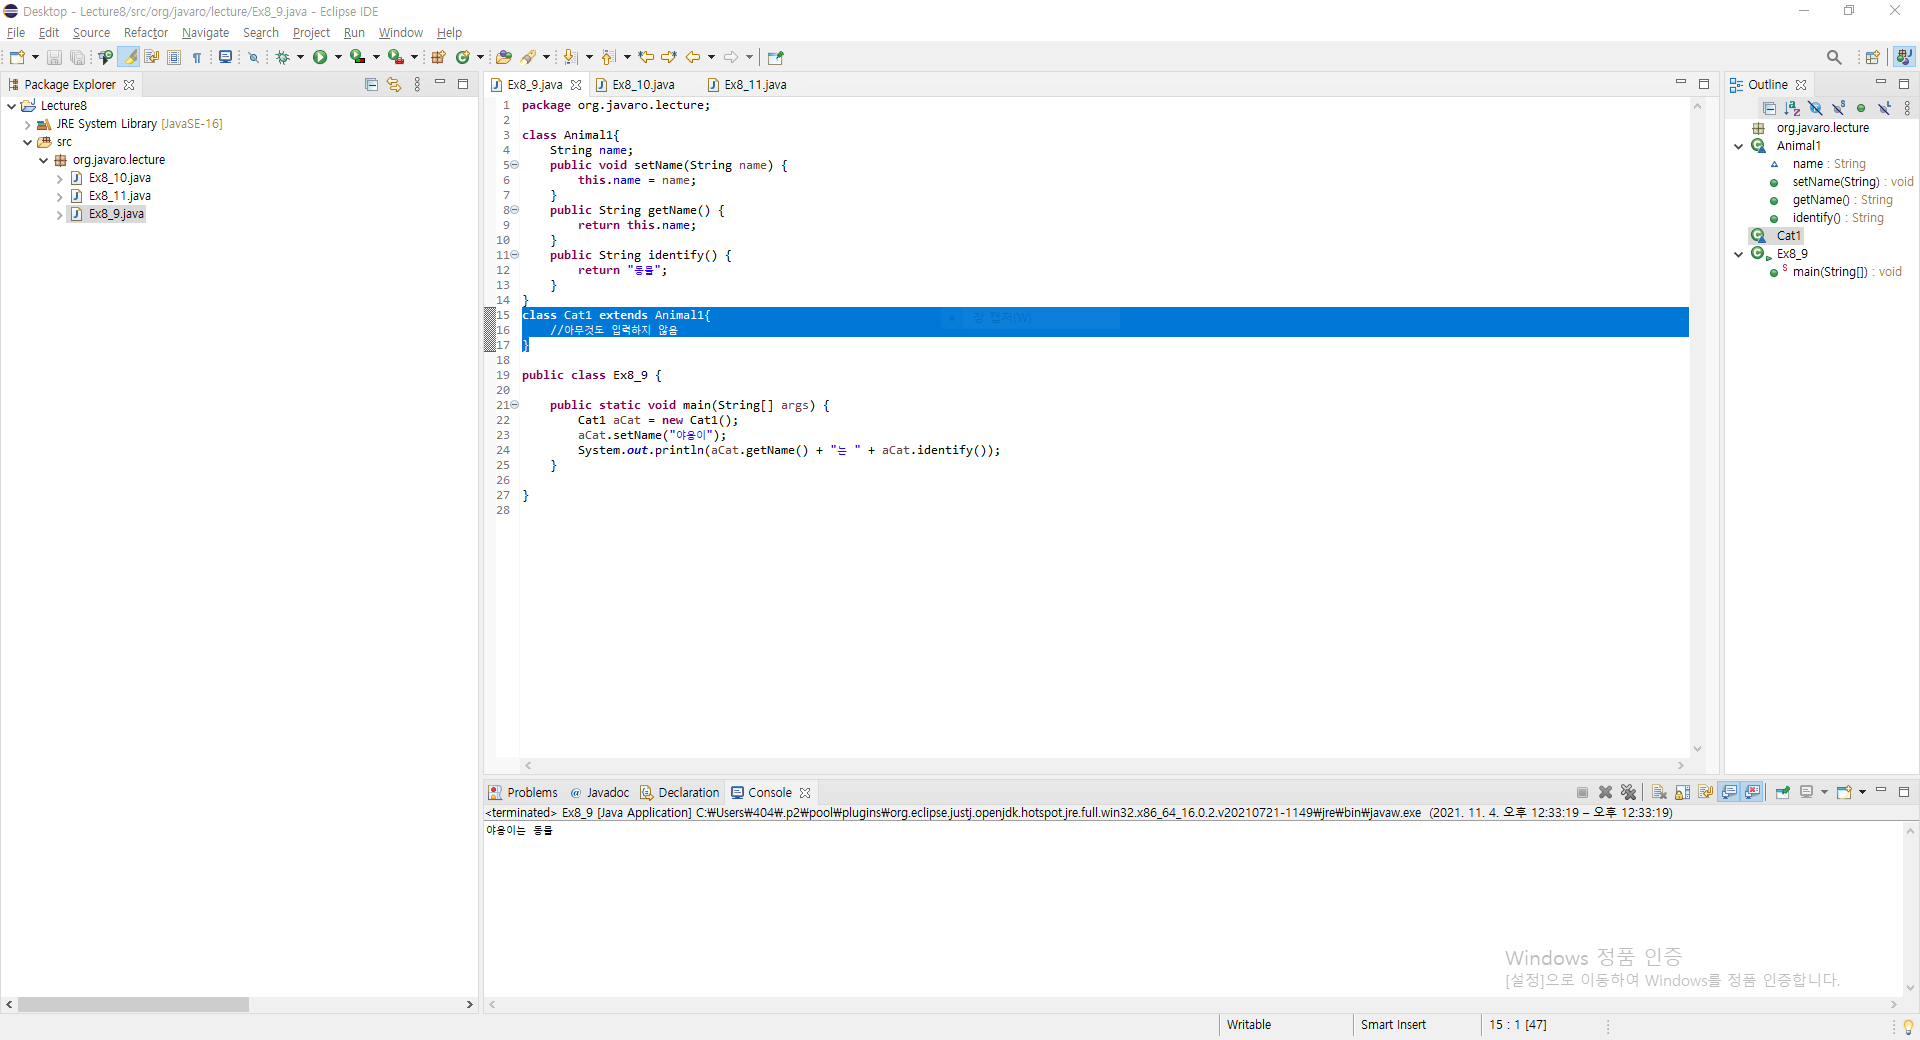 Desktop - Lecture8/src/org/javaro/lecture/Ex8_9.java - Eclipse IDE
File Edit Source Refactor Navigate Search Project Run Window Help
Package Explorer
Lecture8
JRE System Library [JavaSE-16]
src
org.javaro.lecture
Ex8_10.java
Ex8_11.java
Ex8_9.java
Ex8_9.java Ex8_10.java Ex8_11.java
1 package org.javaro.lecture;
2
3 class Animal1{
4 String name;
5 public void setName(String name) {
6 this.name = name;
7 }
8 public String getName() {
9 return this.name;
10 }
11 public String identify() {
12 return "동물";
13 }
14 }
15 class Cat1 extends Animal1{
16 //아무것도 입력하지 않음
17 }
18
19 public class Ex8_9 {
20
21 public static void main(String[] args) {
22 Cat1 aCat = new Cat1();
23 aCat.setName("야옹이");
24 System.out.println(aCat.getName() + "는 " + aCat.identify());
25 }
26
27 }
28
창 캡처(W)
Outline
org.javaro.lecture
Animal1
name : String
setName(String) : void
getName() : String
identify() : String
Cat1
Ex8_9
main(String[]) : void
Problems Javadoc Declaration Console
<terminated> Ex8_9 [Java Application] C:₩Users₩404₩.p2₩pool₩plugins₩org.eclipse.justj.openjdk.hotspot.jre.full.win32.x86_64_16.0.2.v20210721-1149₩jre₩bin₩javaw.exe (2021. 11. 4. 오후 12:33:19 – 오후 12:33:19)
야옹이는 동물
Windows 정품 인증
[설정]으로 이동하여 Windows를 정품 인증합니다.
Writable Smart Insert 15 : 1 [47]